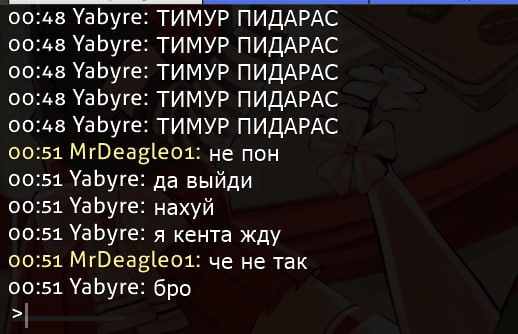 00:48 Yabyre: ТИМУР ПИДАРАС
00:48 Yabyre: ТИМУР ПИДАРАС
00:48 Yabyre: ТИМУР ПИДАРАС
00:48 Yabyre: ТИМУР ПИДАРАС
00:48 Yabyre: ТИМУР ПИДАРАС
00:51 MrDeagle01: не пон
00:51 Yabyre: да выйди
00:51 Yabyre: нахуй
00:51 Yabyre: я кента жду
00:51 MrDeagle01: че не так
00:51 Yabyre: бро
>